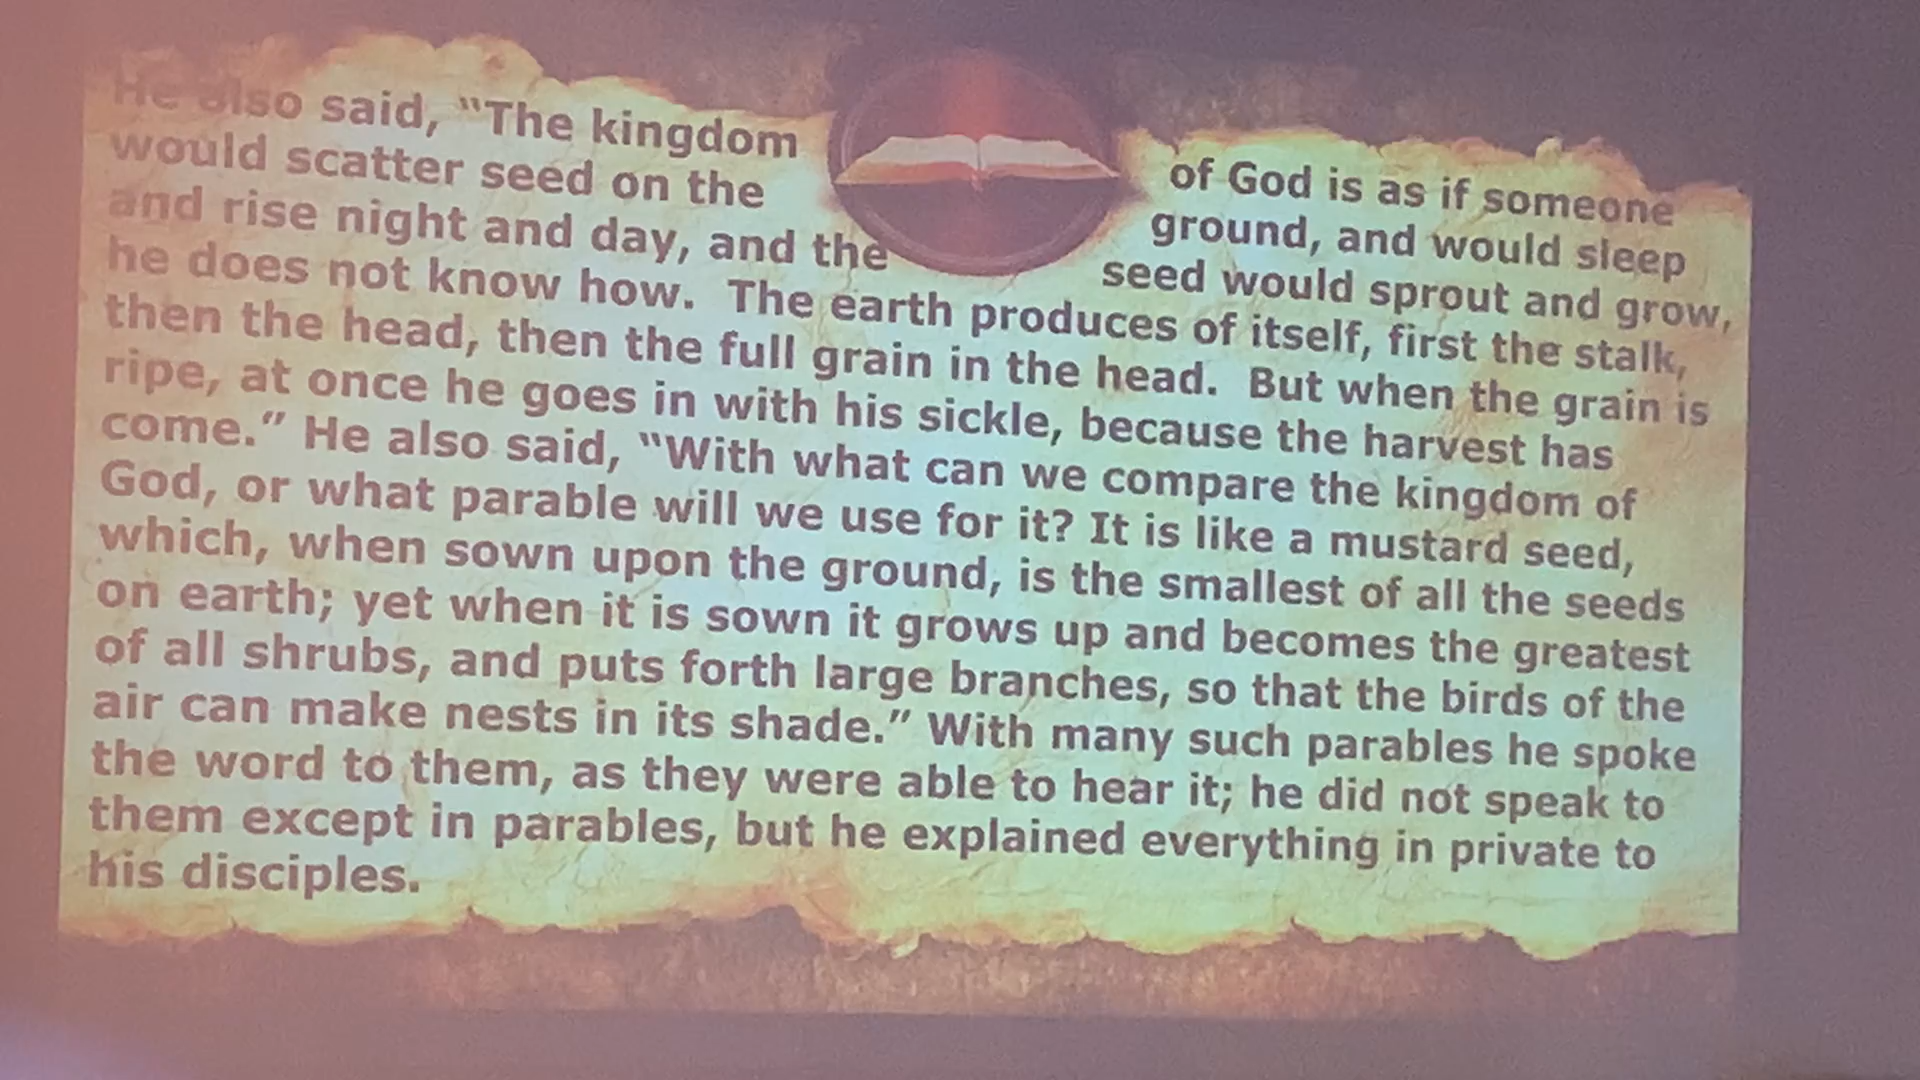 He also said, “The kingdom of God is as if someone
would scatter seed on the ground, and would sleep
and rise night and day, and the seed would sprout and grow,
he does not know how.  The earth produces of itself, first the stalk,
then the head, then the full grain in the head.  But when the grain is
ripe, at once he goes in with his sickle, because the harvest has
come.” He also said, “With what can we compare the kingdom of
God, or what parable will we use for it? It is like a mustard seed,
which, when sown upon the ground, is the smallest of all the seeds
on earth; yet when it is sown it grows up and becomes the greatest
of all shrubs, and puts forth large branches, so that the birds of the
air can make nests in its shade.” With many such parables he spoke
the word to them, as they were able to hear it; he did not speak to
them except in parables, but he explained everything in private to
his disciples.